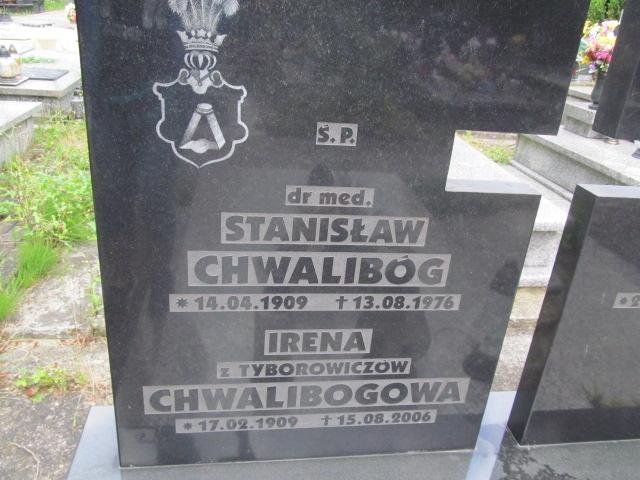 Ś.P.
dr med.
STANISŁAW
CHWALIBÓG
* 14.04.1909 † 13.08.1976
IRENA
z TYBOROWICZÓW
CHWALIBOGOWA
* 17.02.1909 † 15.08.2006